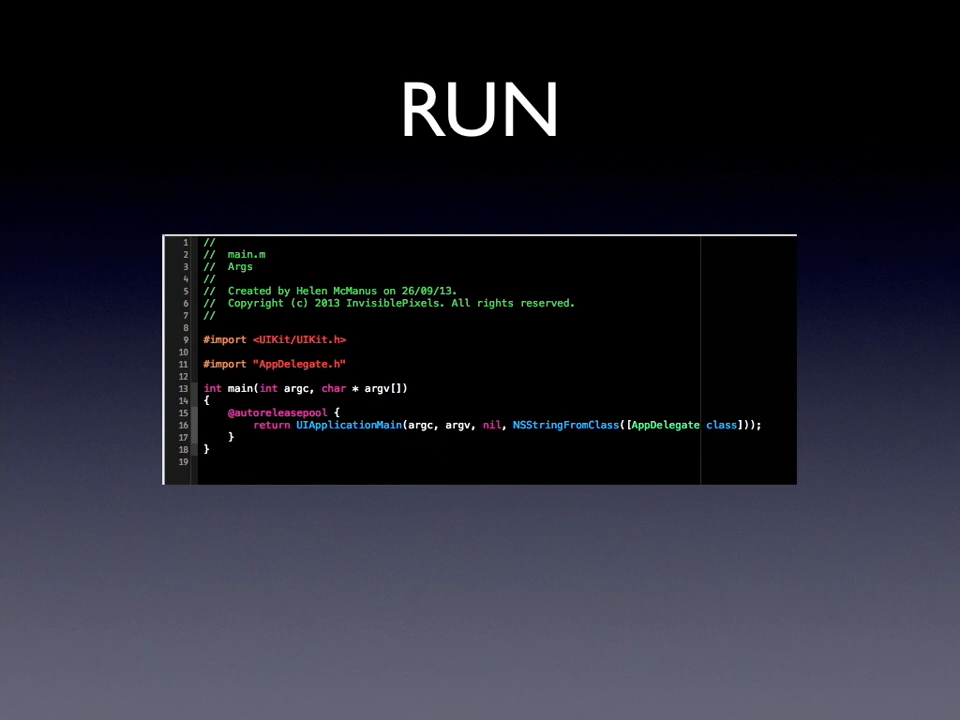 RUN
1 //
2 //  main.m
3 //  Args
4 //
5 //  Created by Helen McManus on 26/09/13.
6 //  Copyright (c) 2013 InvisiblePixels. All rights reserved.
7 //
8
9 #import <UIKit/UIKit.h>
10
11 #import "AppDelegate.h"
12
13 int main(int argc, char * argv[])
14 {
15     @autoreleasepool {
16         return UIApplicationMain(argc, argv, nil, NSStringFromClass([AppDelegate class]));
17     }
18 }
19